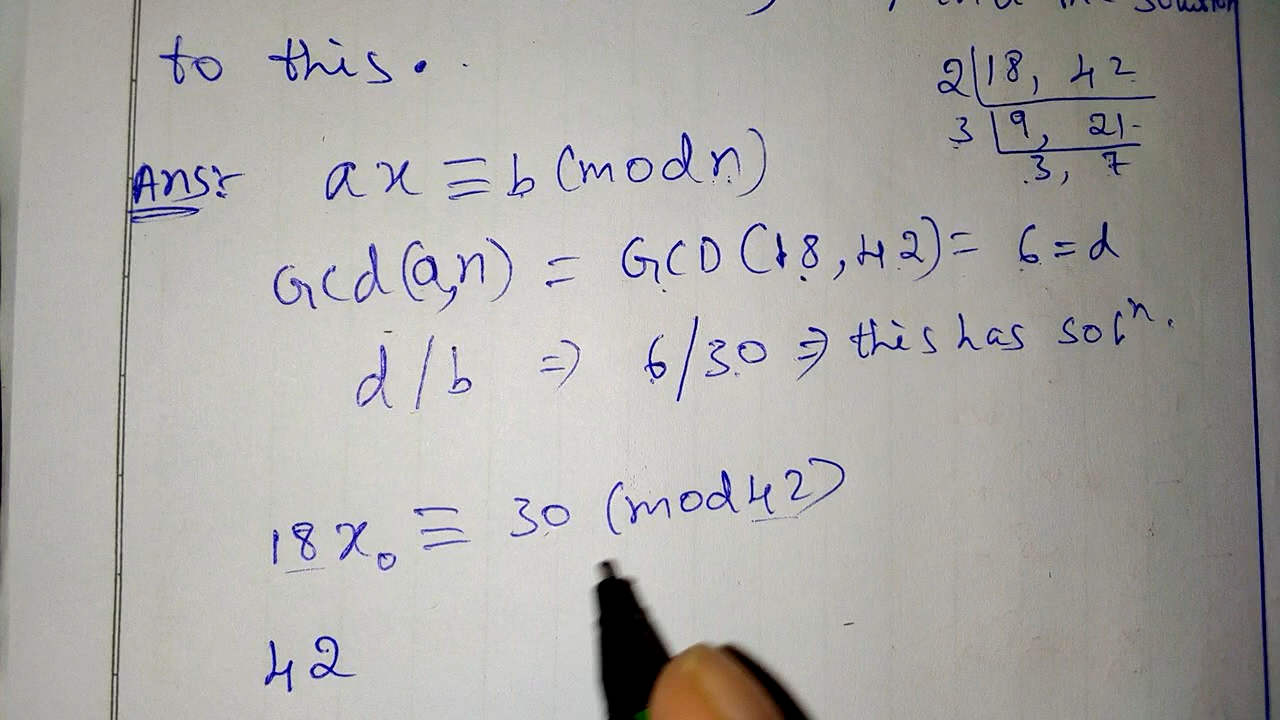 solution
to this.
2 | 18, 42
3 | 9, 21
3, 7
Ans:- ax ≡ b (mod n)
Gcd(a,n) = GCD(18,42) = 6 = d
d/b ⇒ 6/30 ⇒ this has solⁿ.
18x₀ ≡ 30 (mod 42)
42